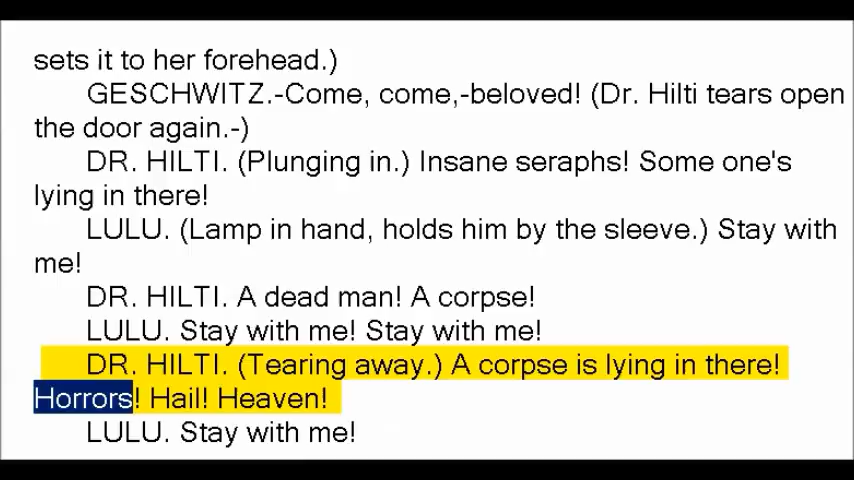 sets it to her forehead.)
GESCHWITZ.-Come, come,-beloved! (Dr. Hilti tears open
the door again.-)
DR. HILTI. (Plunging in.) Insane seraphs! Some one's
lying in there!
LULU. (Lamp in hand, holds him by the sleeve.) Stay with
me!
DR. HILTI. A dead man! A corpse!
LULU. Stay with me! Stay with me!
DR. HILTI. (Tearing away.) A corpse is lying in there!
Horrors! Hail! Heaven!
LULU. Stay with me!